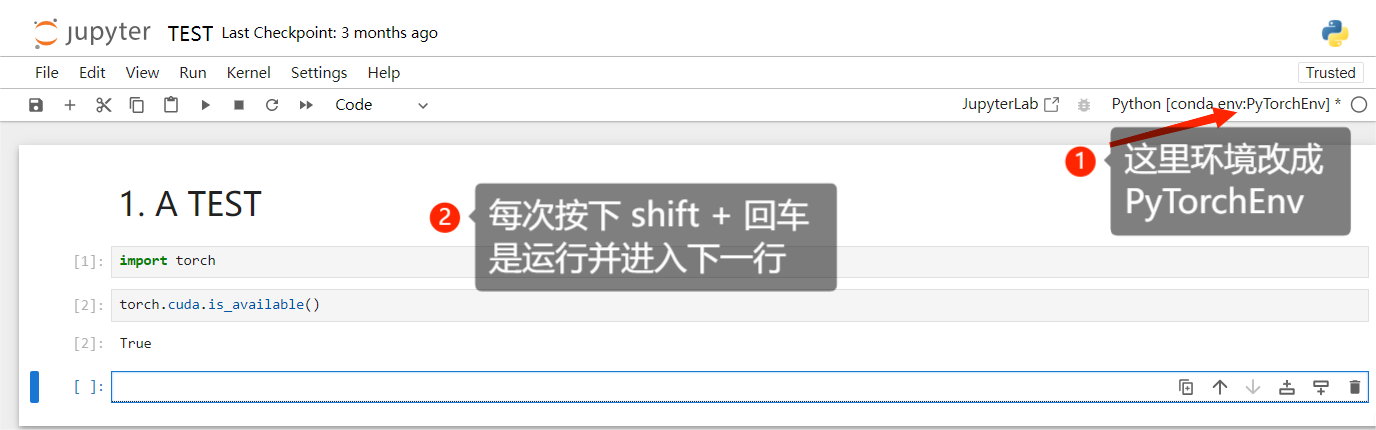 jupyter TEST Last Checkpoint: 3 months ago
File Edit View Run Kernel Settings Help
Trusted
Code
JupyterLab
Python [conda env:PyTorchEnv] *
1
这里环境改成
PyTorchEnv
1. A TEST
2
每次按下 shift + 回车
是运行并进入下一行
[1]: import torch
[2]: torch.cuda.is_available()
[2]: True
[ ]: